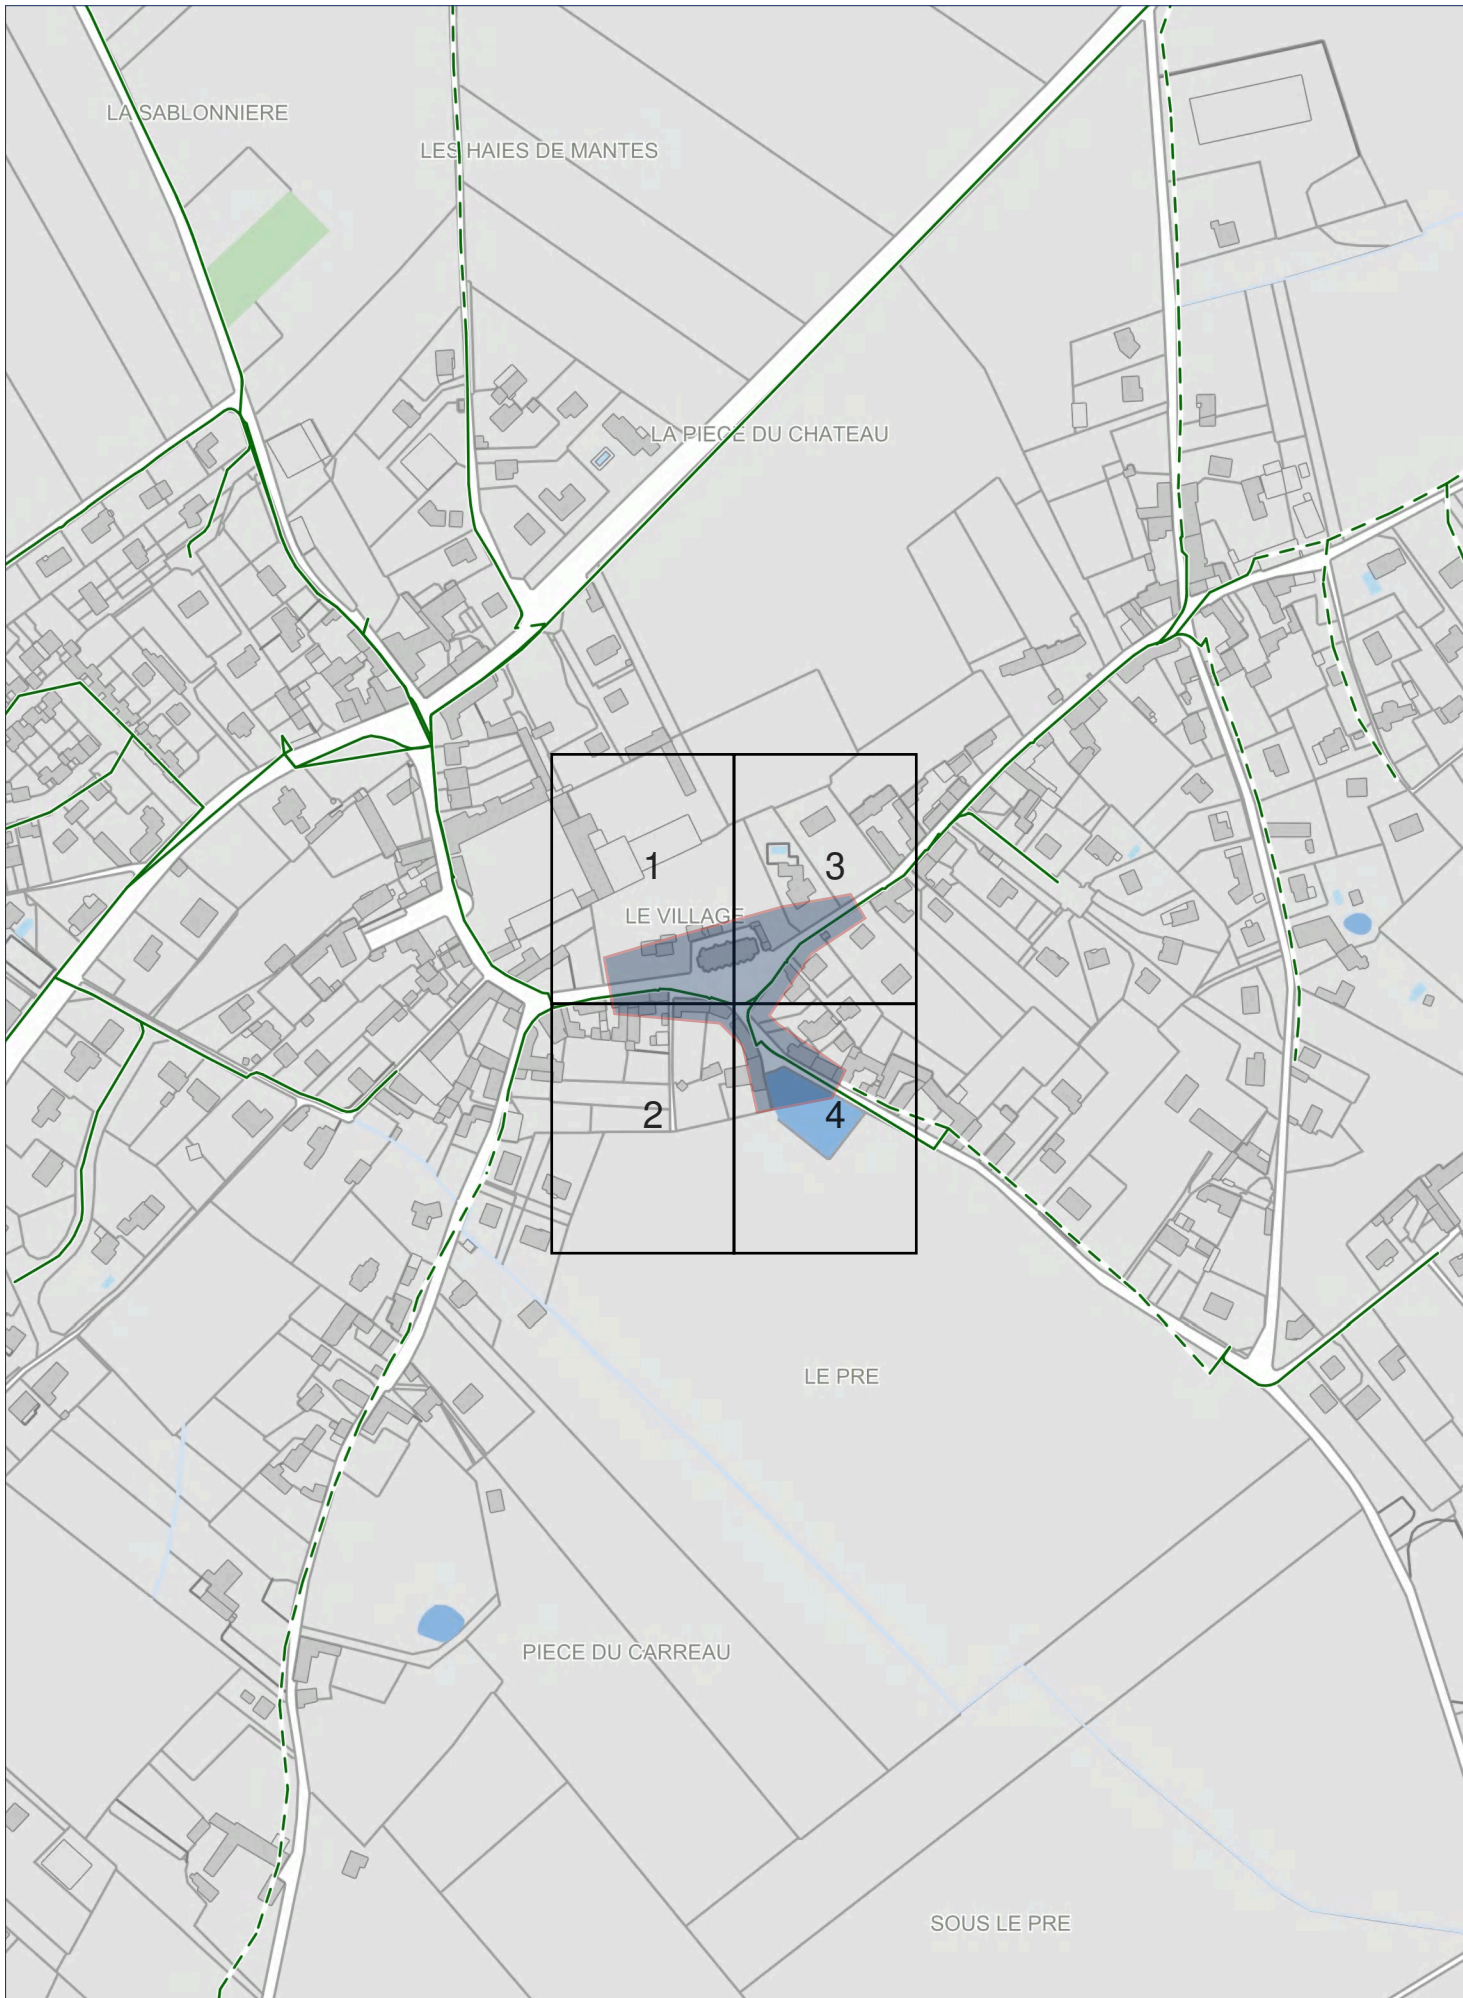 LA SABLONNIERE
LES HAIES DE MANTES
LA PIECE DU CHATEAU
1
3
LE VILLAGE
2
4
LE PRE
PIECE DU CARREAU
SOUS LE PRE